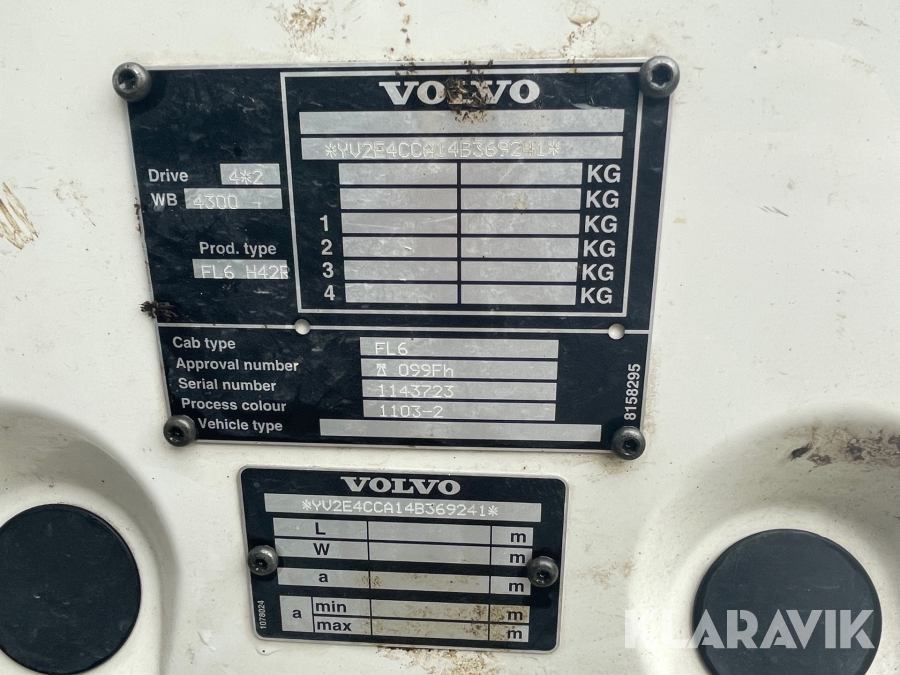 VOLVO
*YV2E4CCA14B369241*
Drive 4*2 KG
WB 4300 KG
1 KG
Prod. type 2 KG
FL6 H42R 3 KG
4 KG
Cab type FL6
Approval number 099Fh
Serial number 1143723
Process colour 1103-2
Vehicle type
8158295
VOLVO
*YV2E4CCA14B369241*
L m
W m
a m
a min m
max m
1078024
KLARAVIK